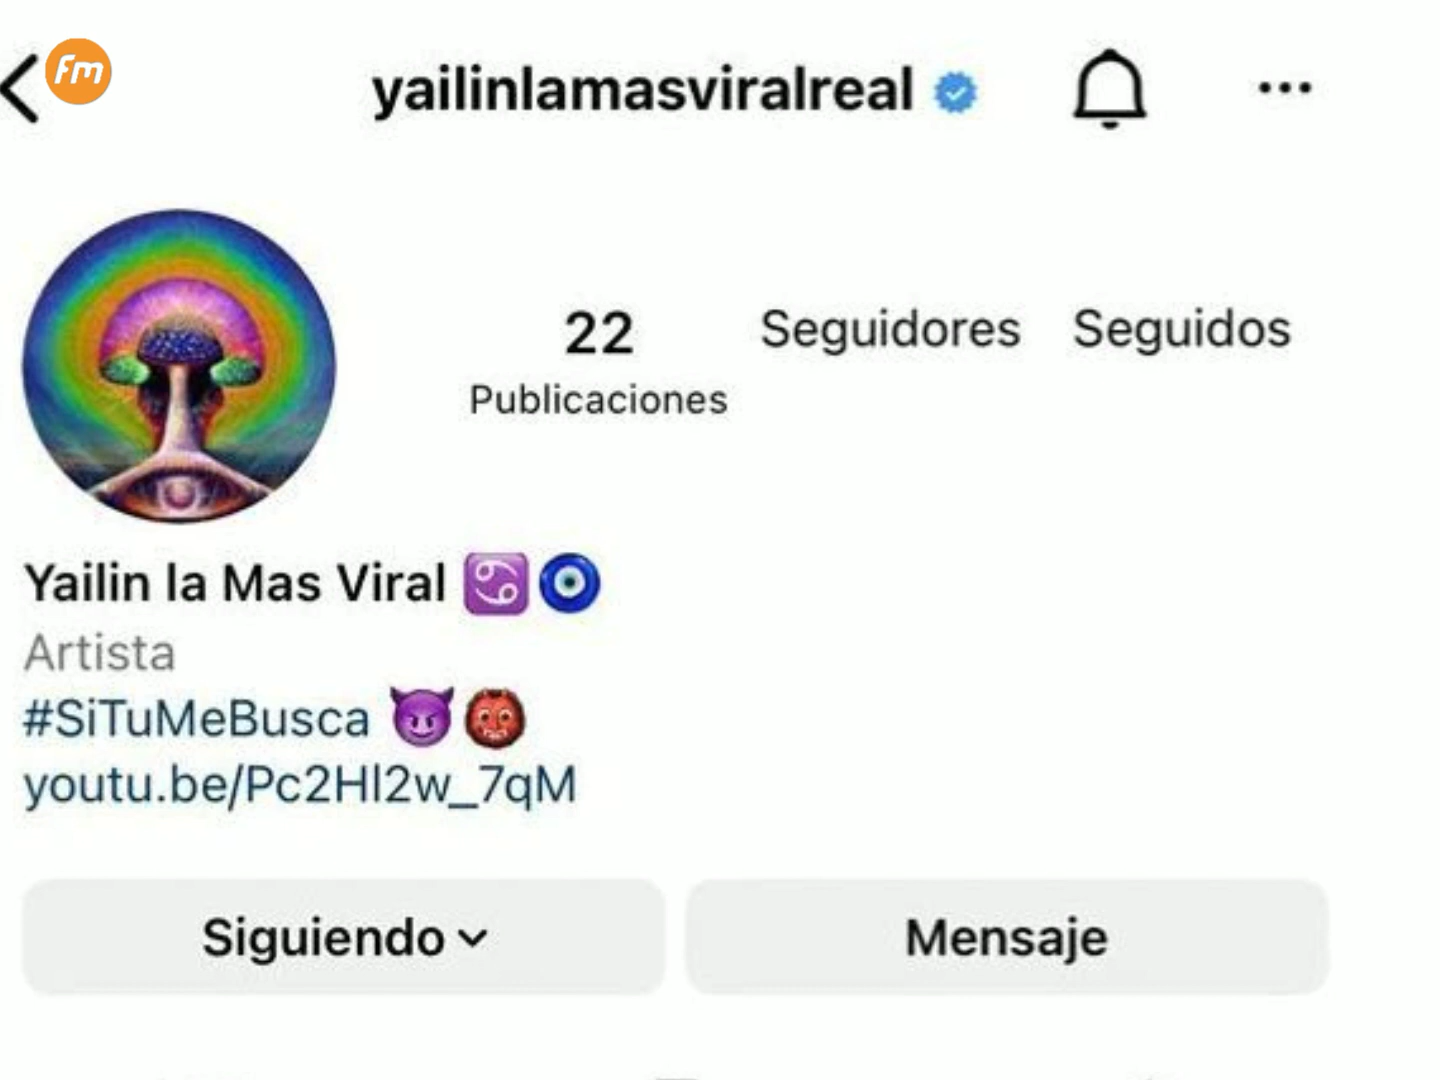 fm
yailinlamasviralreal
22 Seguidores Seguidos
Publicaciones
Yailin la Mas Viral ♋🧿
Artista
#SiTuMeBusca 😈👹
youtu.be/Pc2Hl2w_7qM
Siguiendo
Mensaje